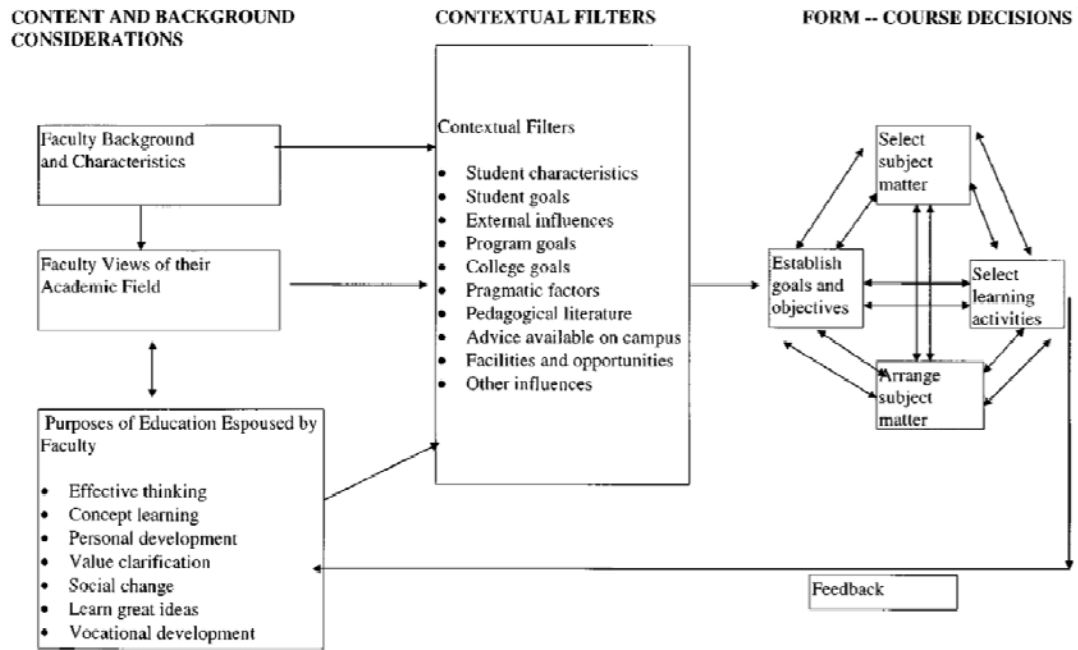 CONTENT AND BACKGROUND
CONSIDERATIONS
CONTEXTUAL FILTERS
FORM -- COURSE DECISIONS
Faculty Background
and Characteristics
Faculty Views of their
Academic Field
Purposes of Education Espoused by
Faculty
• Effective thinking
• Concept learning
• Personal development
• Value clarification
• Social change
• Learn great ideas
• Vocational development
Contextual Filters
• Student characteristics
• Student goals
• External influences
• Program goals
• College goals
• Pragmatic factors
• Pedagogical literature
• Advice available on campus
• Facilities and opportunities
• Other influences
Select
subject
matter
Establish
goals and
objectives
Select
learning
activities
Arrange
subject
matter
Feedback